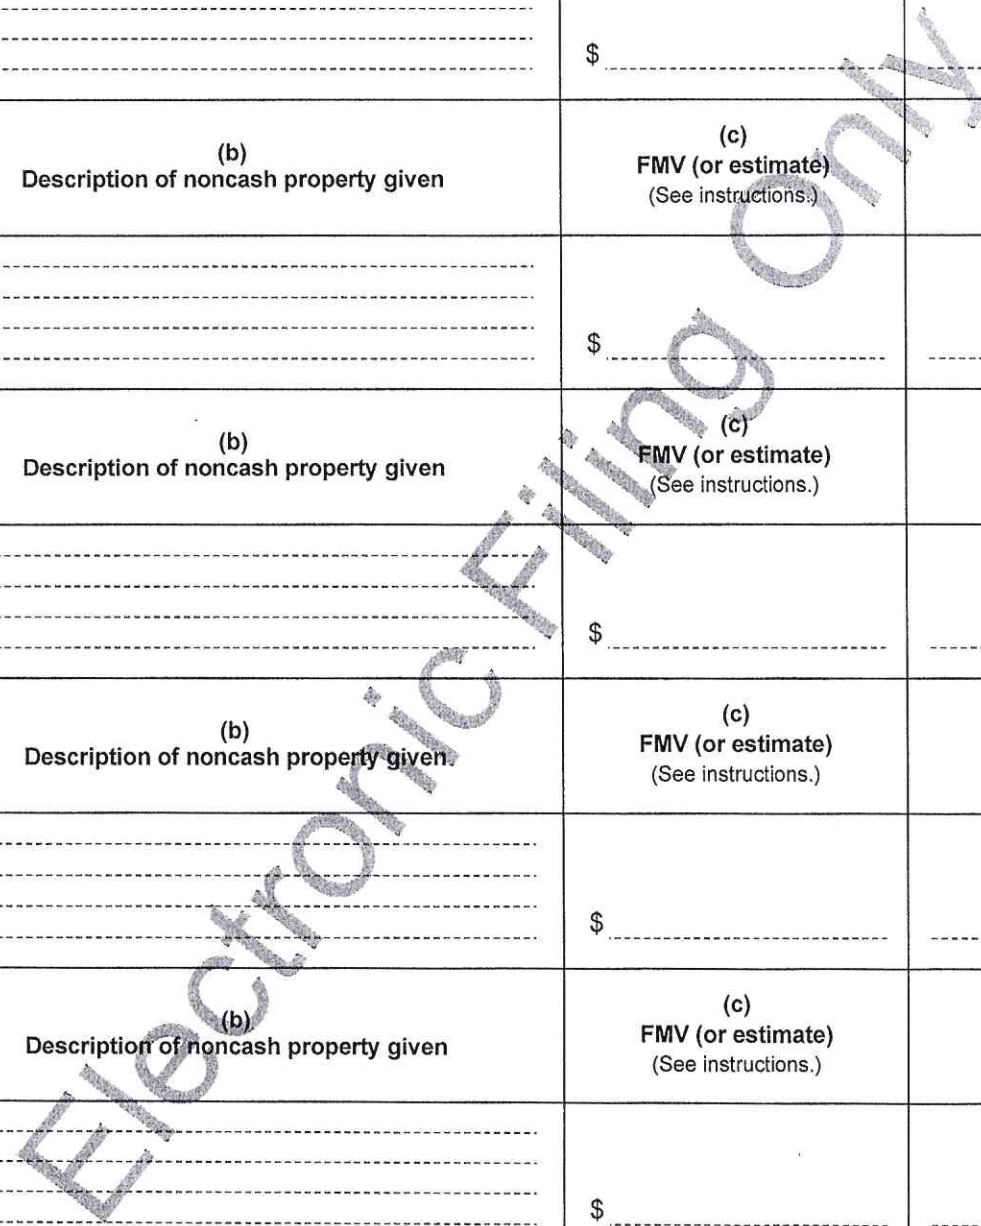 $
(b)
Description of noncash property given
(c)
FMV (or estimate)
(See instructions.)
$
(b)
Description of noncash property given
(c)
FMV (or estimate)
(See instructions.)
$
(b)
Description of noncash property given
(c)
FMV (or estimate)
(See instructions.)
$
(b)
Description of noncash property given
(c)
FMV (or estimate)
(See instructions.)
$
Electronic Filing Only